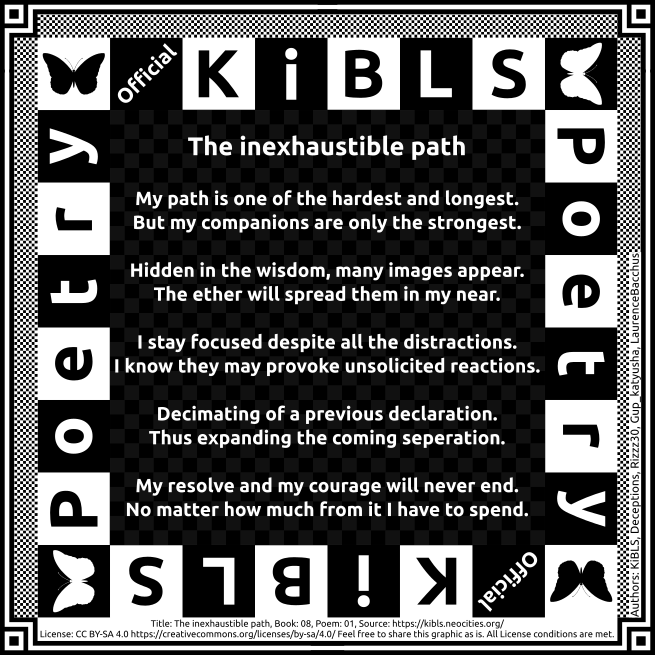 Official KiBLS
Poetry
Poetry
The inexhaustible path
My path is one of the hardest and longest.
But my companions are only the strongest.
Hidden in the wisdom, many images appear.
The ether will spread them in my near.
I stay focused despite all the distractions.
I know they may provoke unsolicited reactions.
Decimating of a previous declaration.
Thus expanding the coming seperation.
My resolve and my courage will never end.
No matter how much from it I have to spend.
Official KiBLS
Authors: KiBLS, Deceptions, Rizzz30, Gup_katyusha, LaurenceBacchus
Title: The inexhaustible path, Book: 08, Poem: 01, Source: https://kibls.neocities.org/
License: CC BY-SA 4.0 https://creativecommons.org/licenses/by-sa/4.0/ Feel free to share this graphic as is. All License conditions are met.